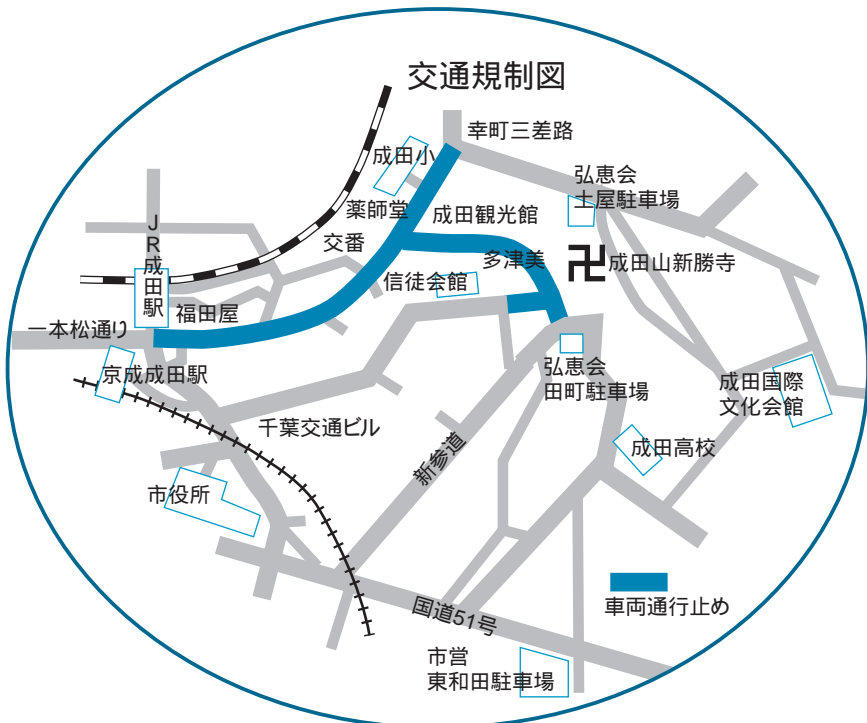 交通規制図
幸町三差路
成田小
弘恵会
土屋駐車場
薬師堂
成田観光館
交番
多津美
卍
成田山新勝寺
JR成田駅
信徒会館
福田屋
一本松通り
京成成田駅
弘恵会
田町駐車場
成田国際
文化会館
千葉交通ビル
新参道
成田高校
市役所
車両通行止め
国道51号
市営
東和田駐車場